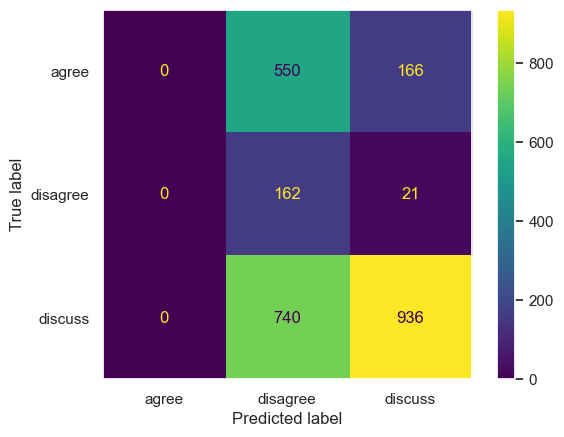 agree 0 550 166
disagree 0 162 21
discuss 0 740 936
agree disagree discuss
Predicted label
True label
800
600
400
200
0